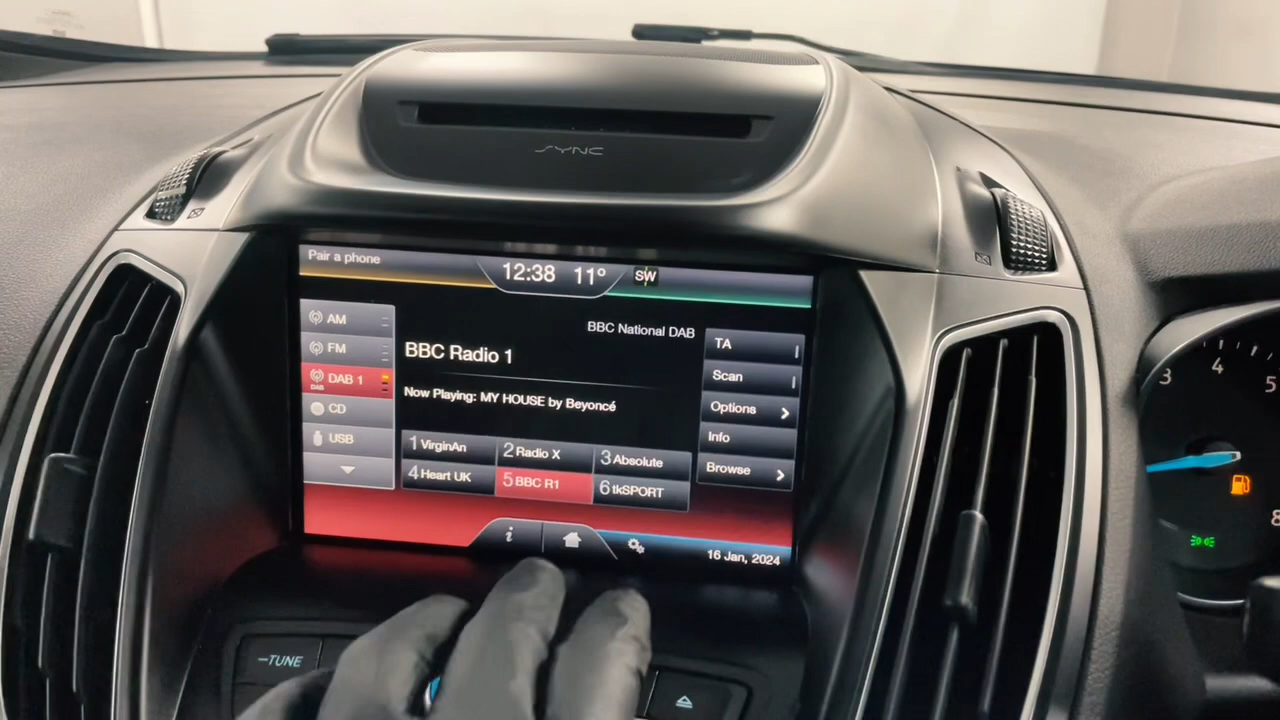 SYNC
Pair a phone
12:38 11° SW
AM
FM
DAB 1
DAB
CD
USB
BBC National DAB
BBC Radio 1
Now Playing: MY HOUSE by Beyoncé
1 VirginAn
2 Radio X
3 Absolute
4 Heart UK
5 BBC R1
6 tkSPORT
TA
Scan
Options
Info
Browse
i
16 Jan, 2024
–TUNE
3
4
5
8